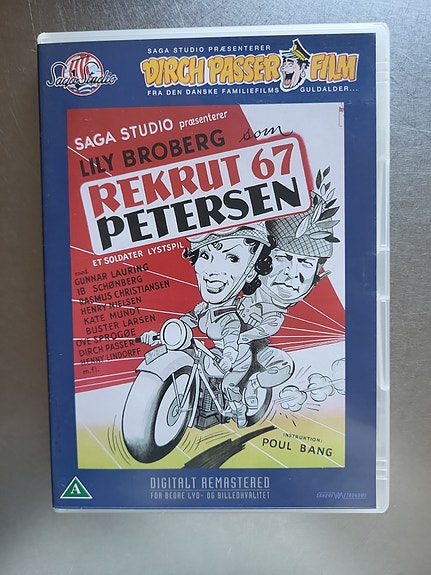 Saga Studio
SAGA STUDIO PRÆSENTERER
DIRCH PASSER FILM
FRA DEN DANSKE FAMILIEFILMS GULDALDER...
SAGA STUDIO præsenterer
LILY BROBERG som
REKRUT 67
PETERSEN
ET SOLDATER LYSTSPIL
med
GUNNAR LAURING
IB SCHØNBERG
RASMUS CHRISTIANSEN
HENRY NIELSEN
KATE MUNDT
BUSTER LARSEN
OVE SPROGØE
DIRCH PASSER
HENNY LINDORFF
m.fl.
INSTRUKTION:
POUL BANG
A
DIGITALT REMASTERED
FOR BEDRE LYD- OG BILLEDKVALITET